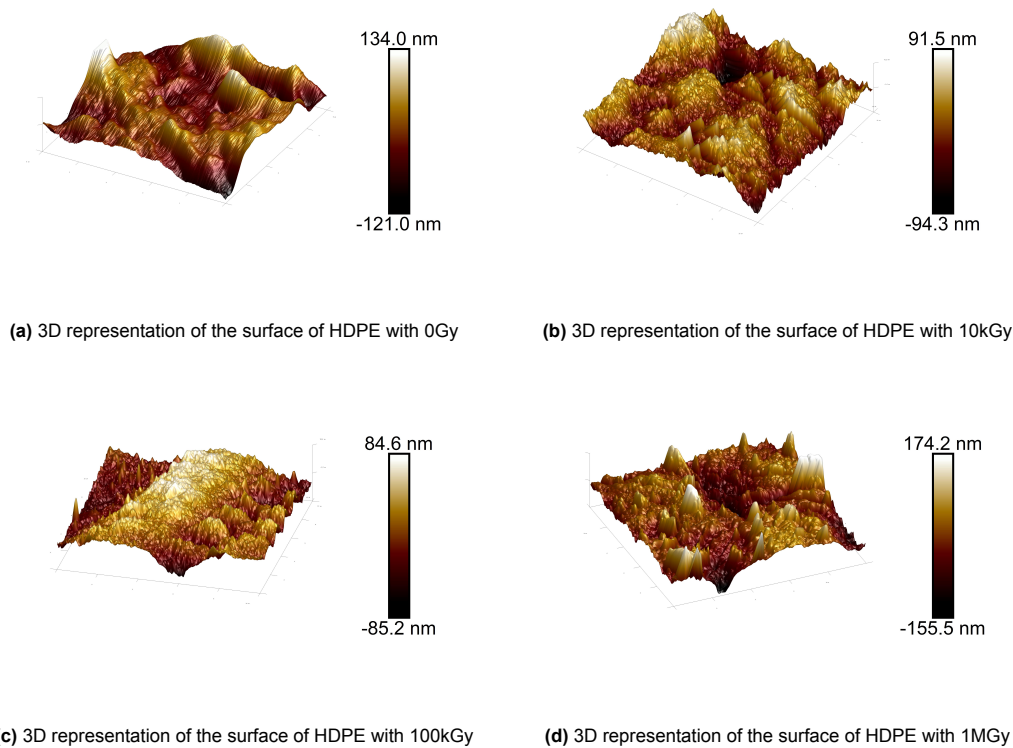 134.0 nm
-121.0 nm
91.5 nm
-94.3 nm
(a) 3D representation of the surface of HDPE with 0Gy
(b) 3D representation of the surface of HDPE with 10kGy
84.6 nm
-85.2 nm
174.2 nm
-155.5 nm
c) 3D representation of the surface of HDPE with 100kGy
(d) 3D representation of the surface of HDPE with 1MGy